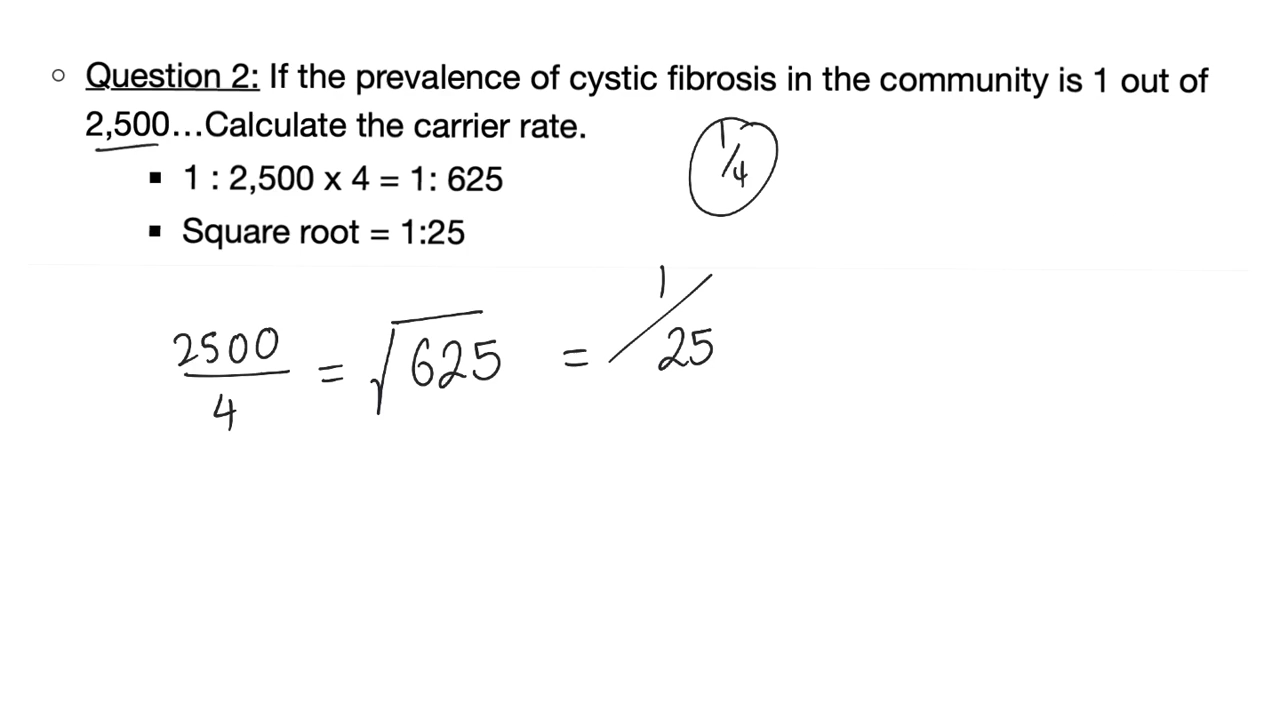 Question 2: If the prevalence of cystic fibrosis in the community is 1 out of
2,500...Calculate the carrier rate.
1/4
1 : 2,500 x 4 = 1: 625
Square root = 1:25
2500/4 = √625 = 1/25